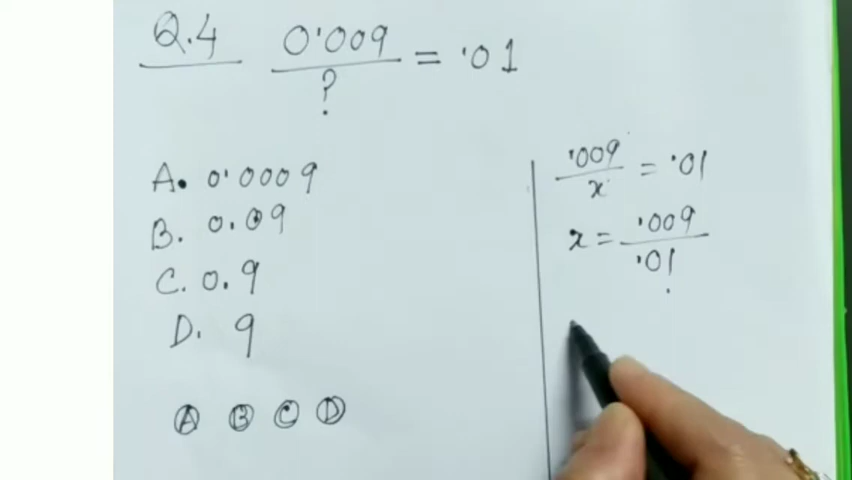 Q.4 0.009/? = .01
A. 0.0009
B. 0.09
C. 0.9
D. 9
Ⓐ Ⓑ Ⓒ Ⓓ
.009/x = .01
x = .009/.01